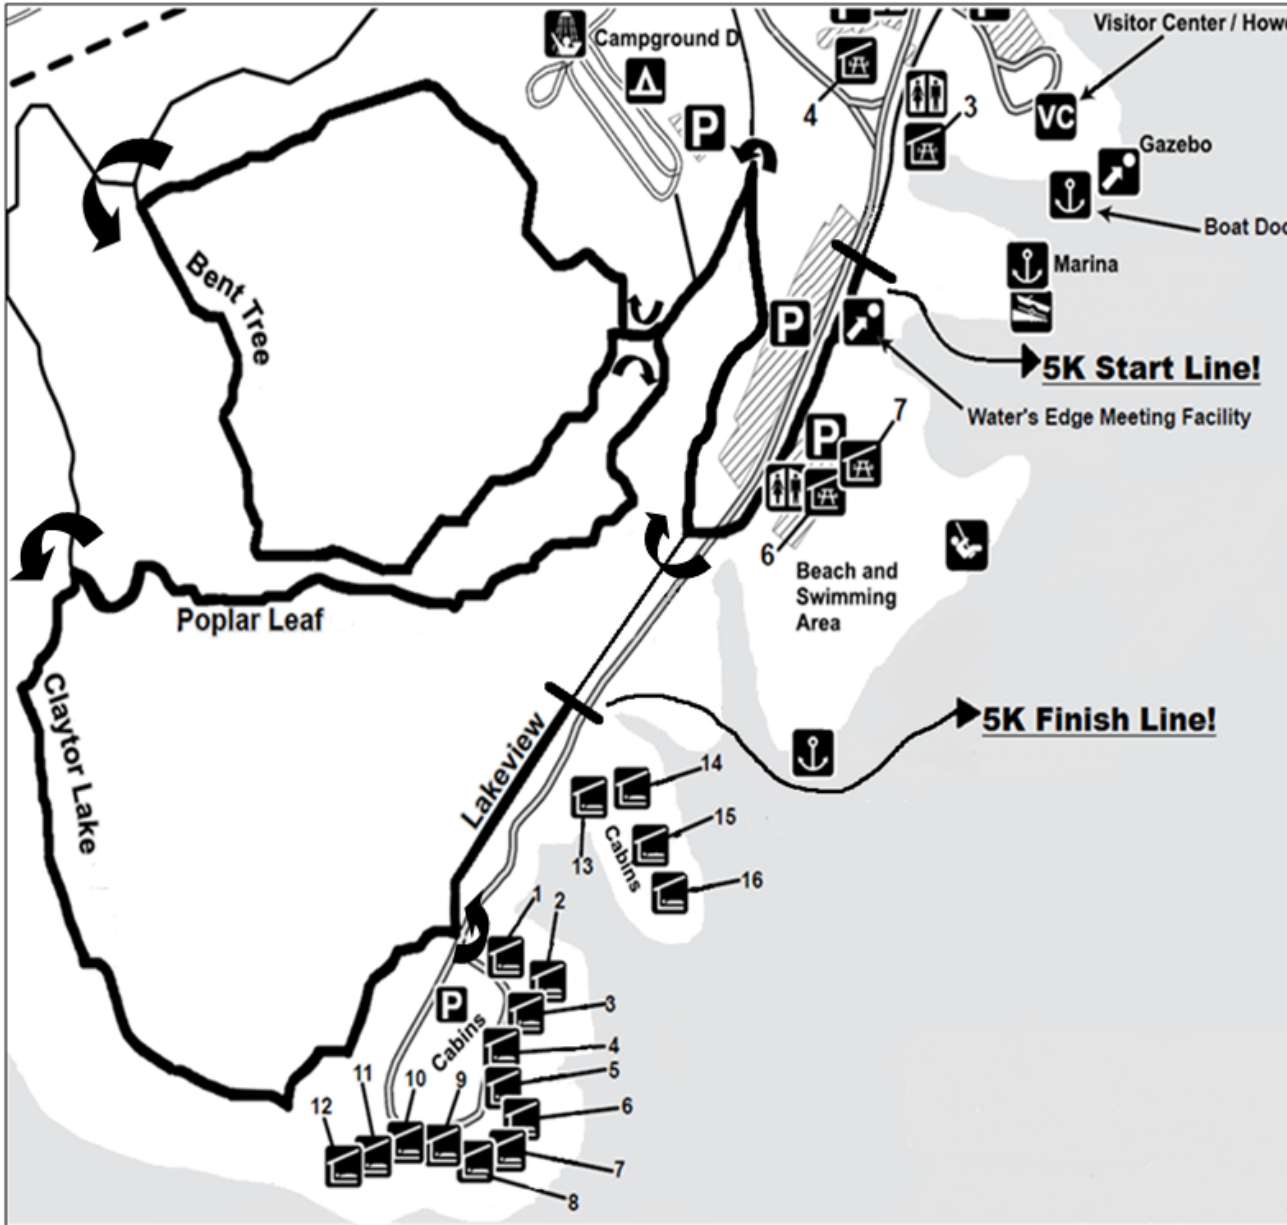 Visitor Center / Howe
Campground D
4
3
VC
P
Gazebo
Boat Doc
Marina
Bent Tree
P
5K Start Line!
Water's Edge Meeting Facility
7
P
6
Beach and
Swimming
Area
Poplar Leaf
Claytor Lake
Lakeview
5K Finish Line!
14
13
15
Cabins
16
1
2
P
3
Cabins
4
5
6
7
8
9
10
11
12